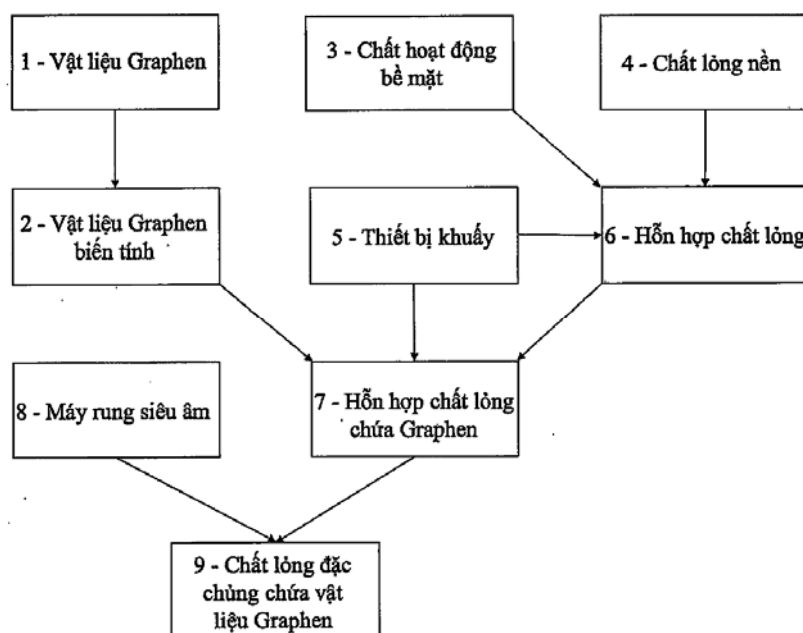 1 - Vật liệu Graphen
3 - Chất hoạt động
bề mặt
4 - Chất lỏng nền
2 - Vật liệu Graphen
biến tính
5 - Thiết bị khuấy
6 - Hỗn hợp chất lỏng
8 - Máy rung siêu âm
7 - Hỗn hợp chất lỏng
chứa Graphen
9 - Chất lỏng đặc
chủng chứa vật
liệu Graphen